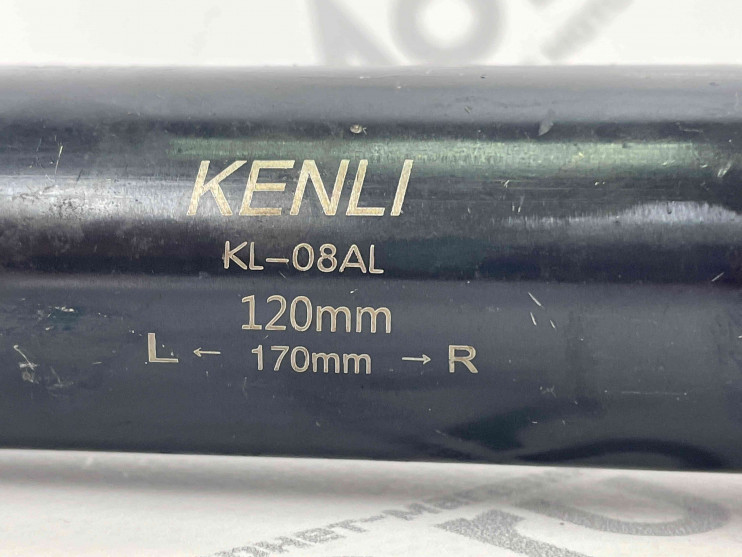 KENLI
KL-08AL
120mm
L ← 170mm → R